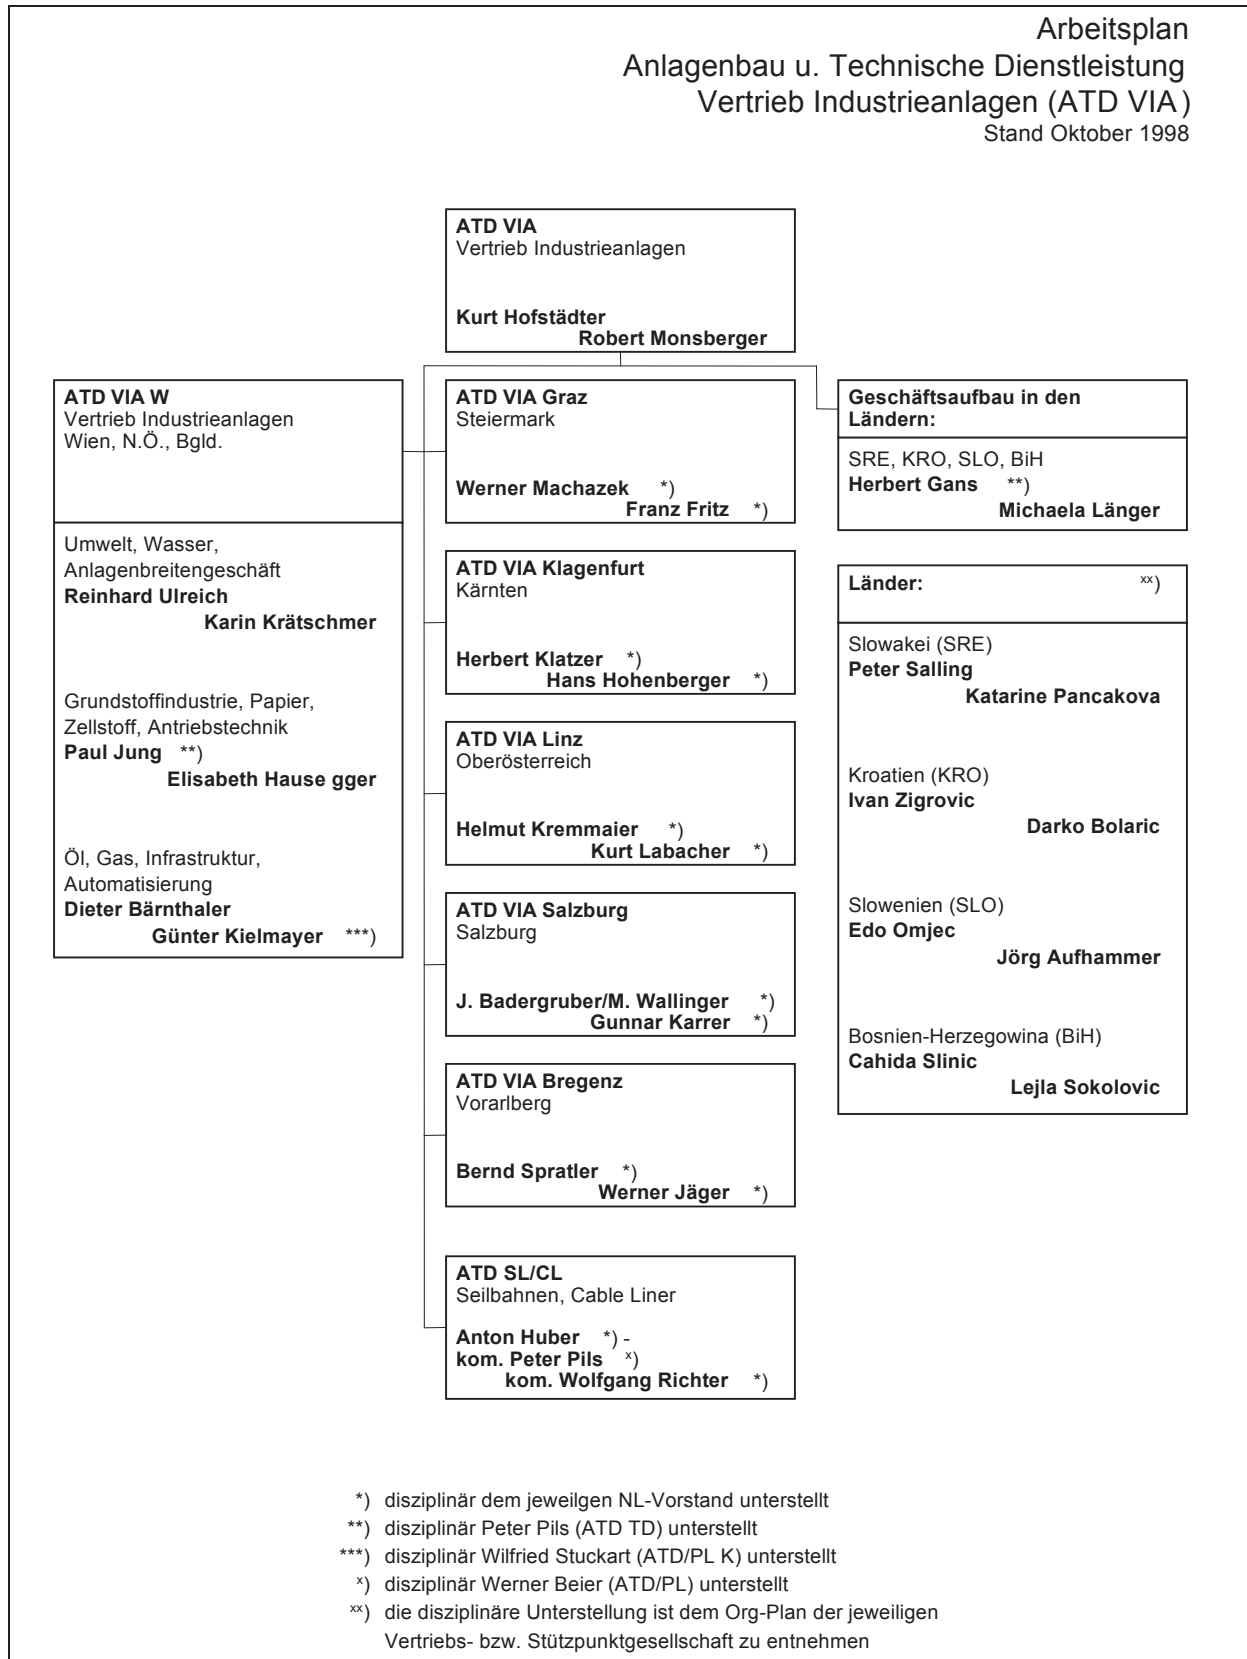 Arbeitsplan
Anlagenbau u. Technische Dienstleistung
Vertrieb Industrieanlagen (ATD VIA)
Stand Oktober 1998
ATD VIA
Vertrieb Industrieanlagen
Kurt Hofstädter
Robert Monsberger
ATD VIA W
Vertrieb Industrieanlagen
Wien, N.Ö., Bgld.
Umwelt, Wasser,
Anlagenbreitengeschäft
Reinhard Ulreich
Karin Krätschmer
Grundstoffindustrie, Papier,
Zellstoff, Antriebstechnik
Paul Jung **)
Elisabeth Hause gger
Öl, Gas, Infrastruktur,
Automatisierung
Dieter Bärnthaler
Günter Kielmayer ***)
ATD VIA Graz
Steiermark
Werner Machazek *)
Franz Fritz *)
ATD VIA Klagenfurt
Kärnten
Herbert Klatzer *)
Hans Hohenberger *)
ATD VIA Linz
Oberösterreich
Helmut Kremmaier *)
Kurt Labacher *)
ATD VIA Salzburg
Salzburg
J. Badergruber/M. Wallinger *)
Gunnar Karrer *)
ATD VIA Bregenz
Vorarlberg
Bernd Spratler *)
Werner Jäger *)
ATD SL/CL
Seilbahnen, Cable Liner
Anton Huber *) -
kom. Peter Pils x)
kom. Wolfgang Richter *)
Geschäftsaufbau in den
Ländern:
SRE, KRO, SLO, BiH
Herbert Gans **)
Michaela Länger
Länder: xx)
Slowakei (SRE)
Peter Salling
Katarine Pancakova
Kroatien (KRO)
Ivan Zigrovic
Darko Bolaric
Slowenien (SLO)
Edo Omjec
Jörg Aufhammer
Bosnien-Herzegowina (BiH)
Cahida Slinic
Lejla Sokolovic
*) disziplinär dem jeweilgen NL-Vorstand unterstellt
**) disziplinär Peter Pils (ATD TD) unterstellt
***) disziplinär Wilfried Stuckart (ATD/PL K) unterstellt
x) disziplinär Werner Beier (ATD/PL) unterstellt
xx) die disziplinäre Unterstellung ist dem Org-Plan der jeweiligen
Vertriebs- bzw. Stützpunktgesellschaft zu entnehmen